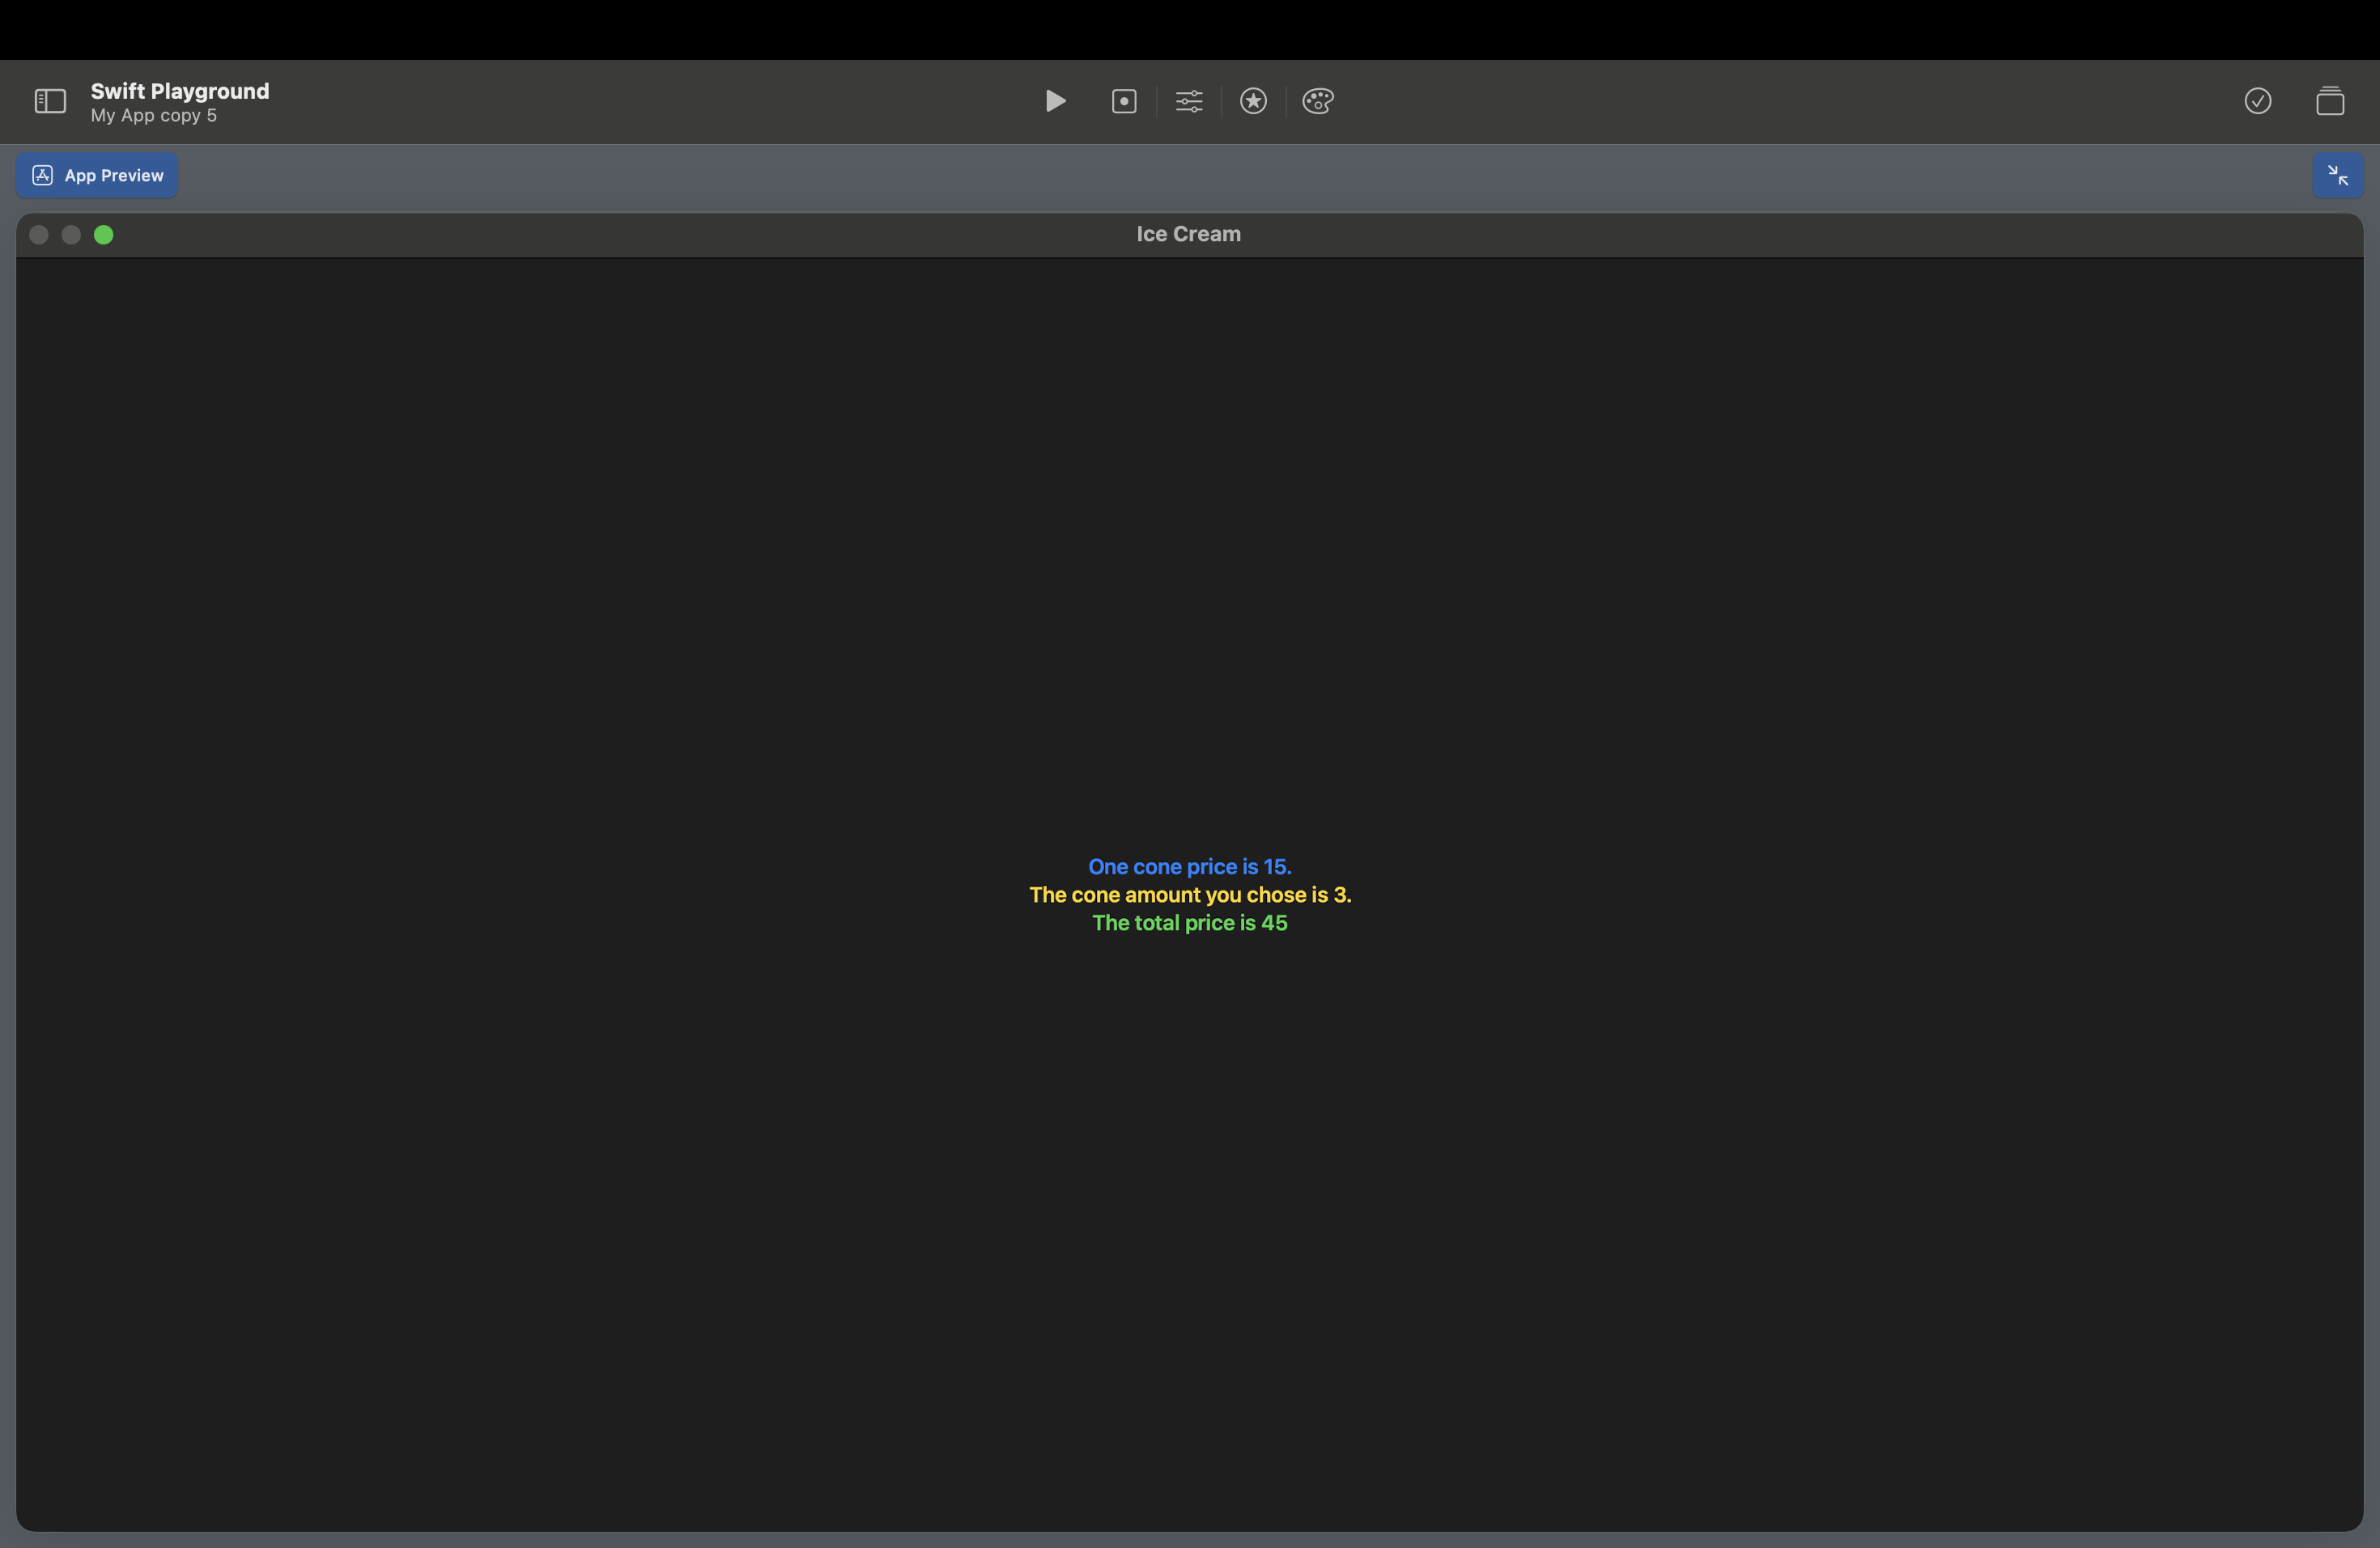 Swift Playground
My App copy 5
App Preview
Ice Cream
One cone price is 15.
The cone amount you chose is 3.
The total price is 45